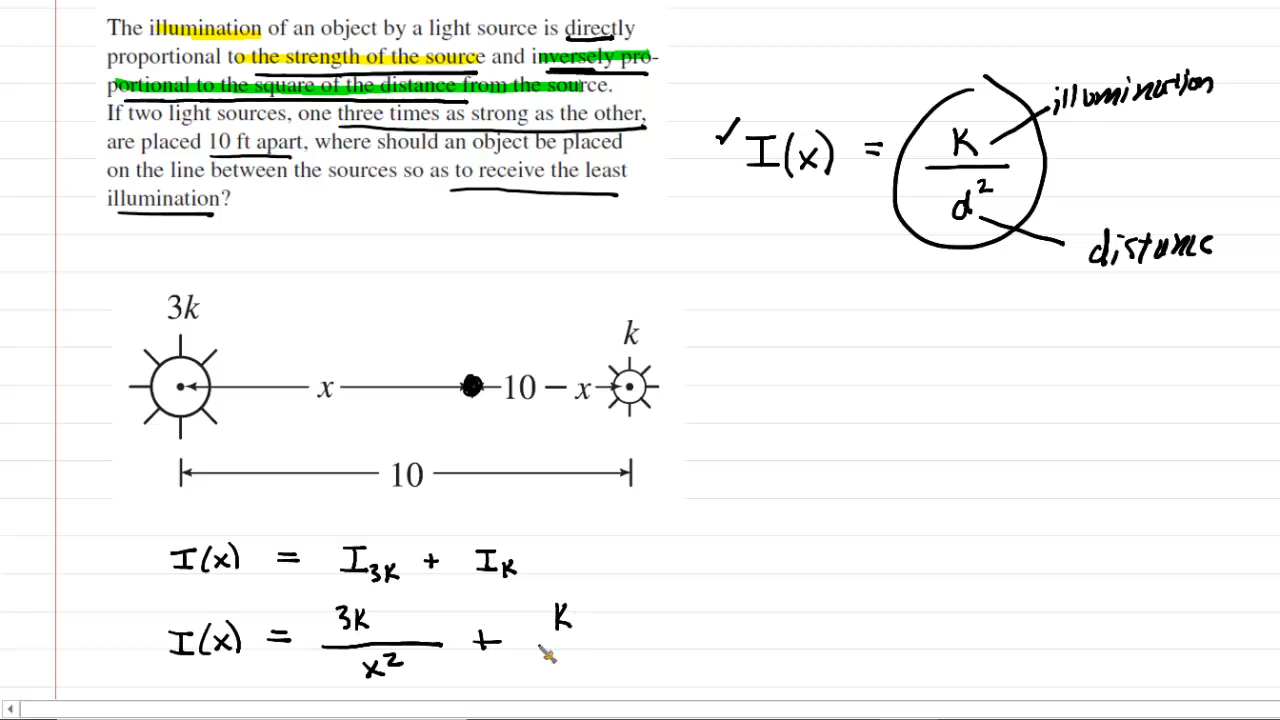 The illumination of an object by a light source is directly
proportional to the strength of the source and inversely pro-
portional to the square of the distance from the source.
If two light sources, one three times as strong as the other,
are placed 10 ft apart, where should an object be placed
on the line between the sources so as to receive the least
illumination?
✓ I(x) = K / d²
illumination
distance
3k
k
x
10 − x
10
I(x) = I₃ₖ + Iₖ
I(x) = 3K / x² + K